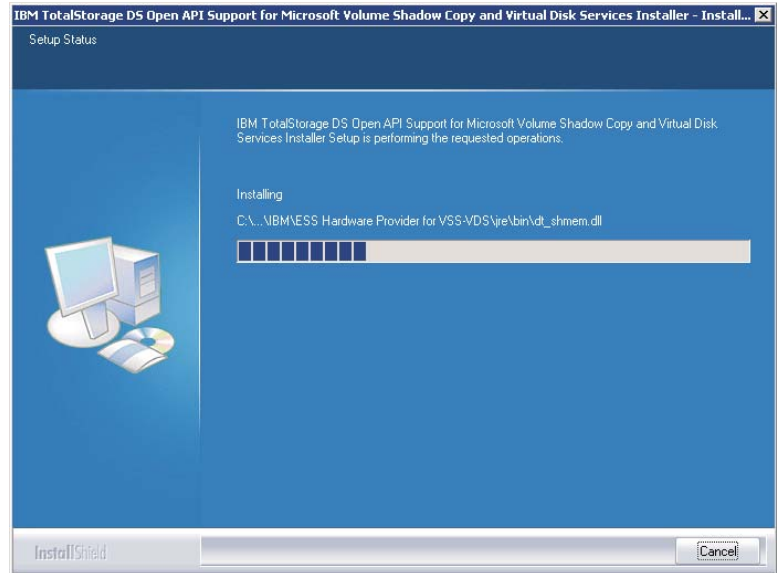 IBM TotalStorage DS Open API Support for Microsoft Volume Shadow Copy and Virtual Disk Services Installer - Install...
Setup Status
IBM TotalStorage DS Open API Support for Microsoft Volume Shadow Copy and Virtual Disk
Services Installer Setup is performing the requested operations.
Installing
C:\...\IBM\ESS Hardware Provider for VSS-VDS\jre\bin\dt_shmem.dll
InstallShield
Cancel